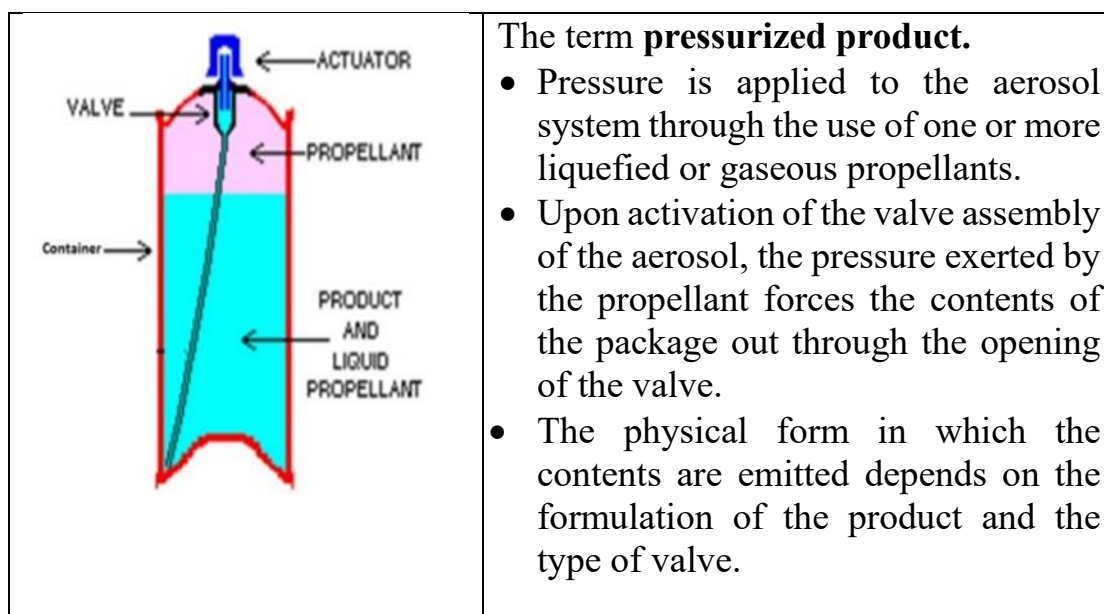 ACTUATOR
VALVE
PROPELLANT
Container
PRODUCT
AND
LIQUID
PROPELLANT
The term pressurized product.
• Pressure is applied to the aerosol
system through the use of one or more
liquefied or gaseous propellants.
• Upon activation of the valve assembly
of the aerosol, the pressure exerted by
the propellant forces the contents of
the package out through the opening
of the valve.
• The physical form in which the
contents are emitted depends on the
formulation of the product and the
type of valve.